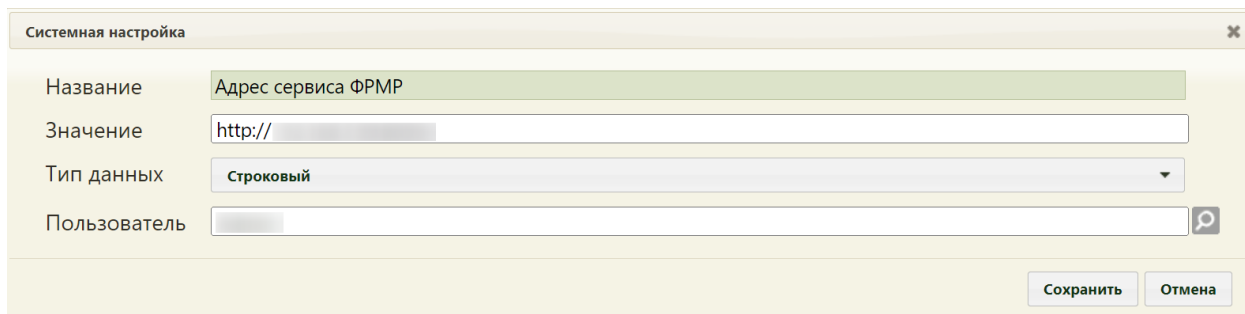 Системная настройка
Название Адрес сервиса ФРМР
Значение http://
Тип данных Строковый
Пользователь
Сохранить Отмена